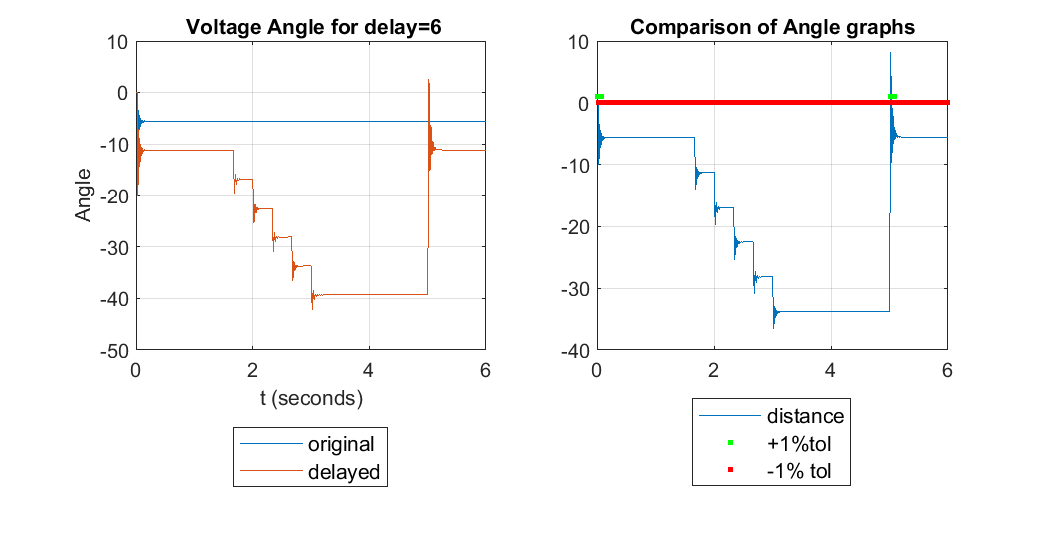 Voltage Angle for delay=6
10
0
-10
-20
-30
-40
-50
Angle
0
2
4
6
t (seconds)
original
delayed
Comparison of Angle graphs
10
0
-10
-20
-30
-40
0
2
4
6
distance
+1%tol
-1% tol